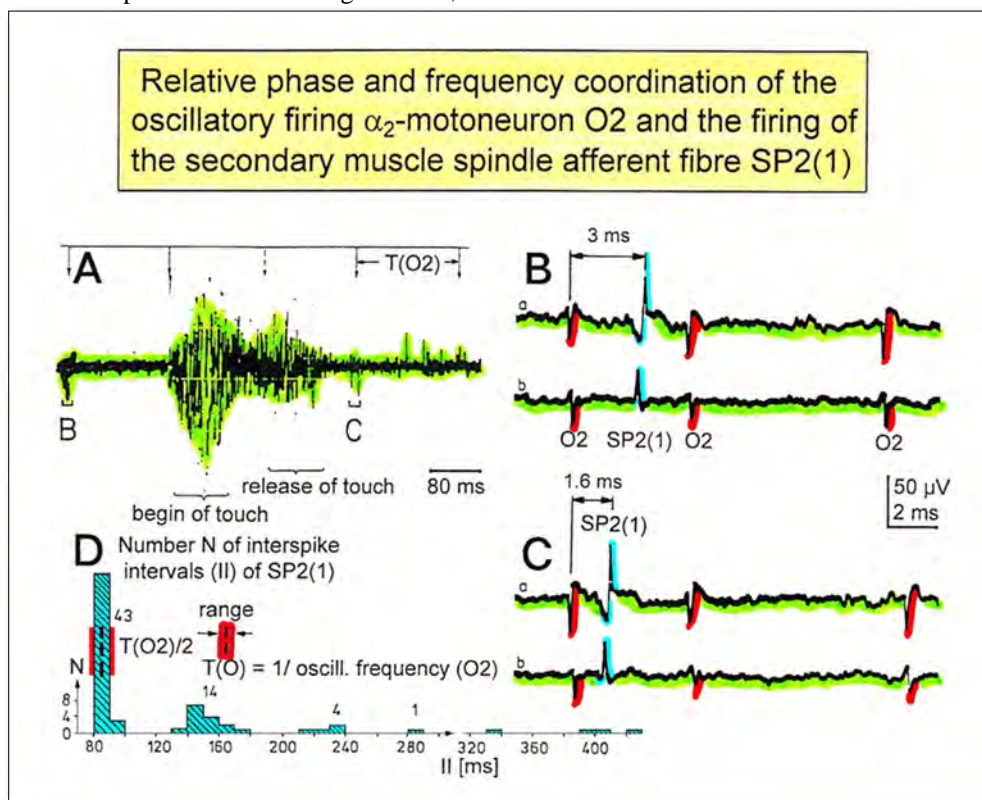 Relative phase and frequency coordination of the
oscillatory firing α₂-motoneuron O2 and the firing of
the secondary muscle spindle afferent fibre SP2(1)
A
T(O2)
B
C
80 ms
release of touch
begin of touch
B
3 ms
a
b
O2 SP2(1) O2 O2
50 µV
2 ms
1.6 ms
SP2(1)
C
a
b
D
Number N of interspike
intervals (II) of SP2(1)
43
range
T(O2)/2
T(O) = 1/ oscill. frequency (O2)
N
14
8
4
0
4
1
80 120 160 200 240 280 320 360 400
II [ms]